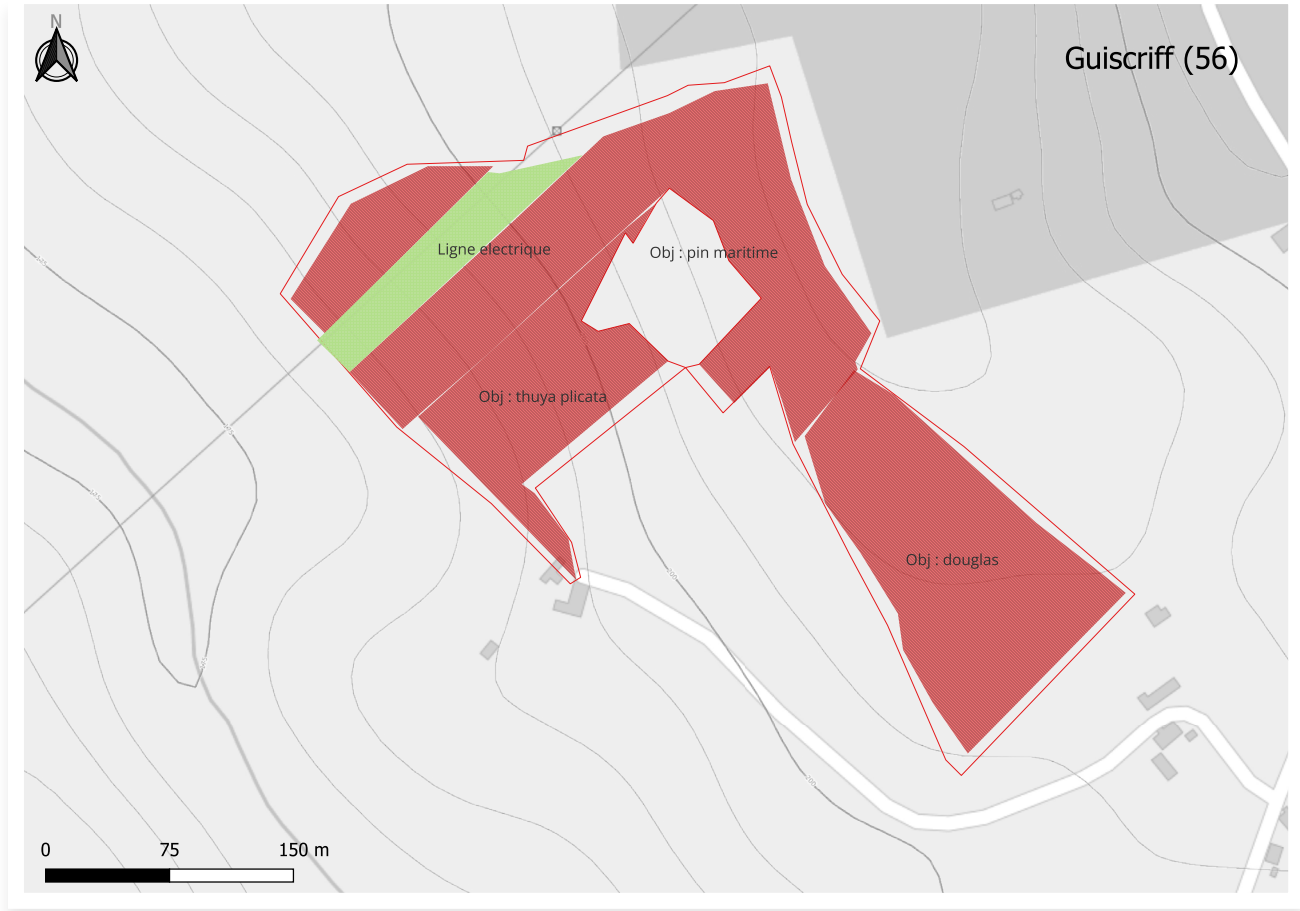 N
Guiscriff (56)
Ligne electrique
Obj : pin maritime
Obj : thuya plicata
Obj : douglas
0 75 150 m